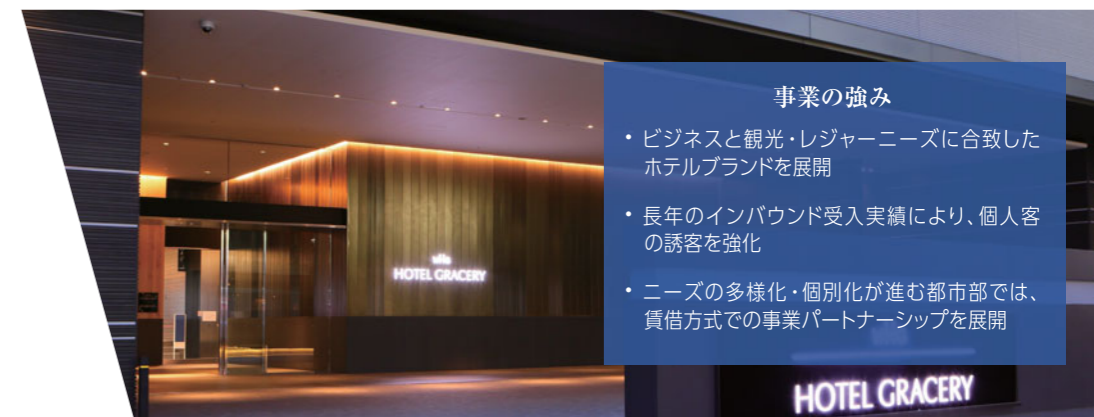 事業の強み
• ビジネスと観光・レジャーニーズに合致した
ホテルブランドを展開
• 長年のインバウンド受入実績により、個人客
の誘客を強化
• ニーズの多様化・個別化が進む都市部では、
賃借方式での事業パートナーシップを展開
HOTEL GRACERY
HOTEL GRACERY